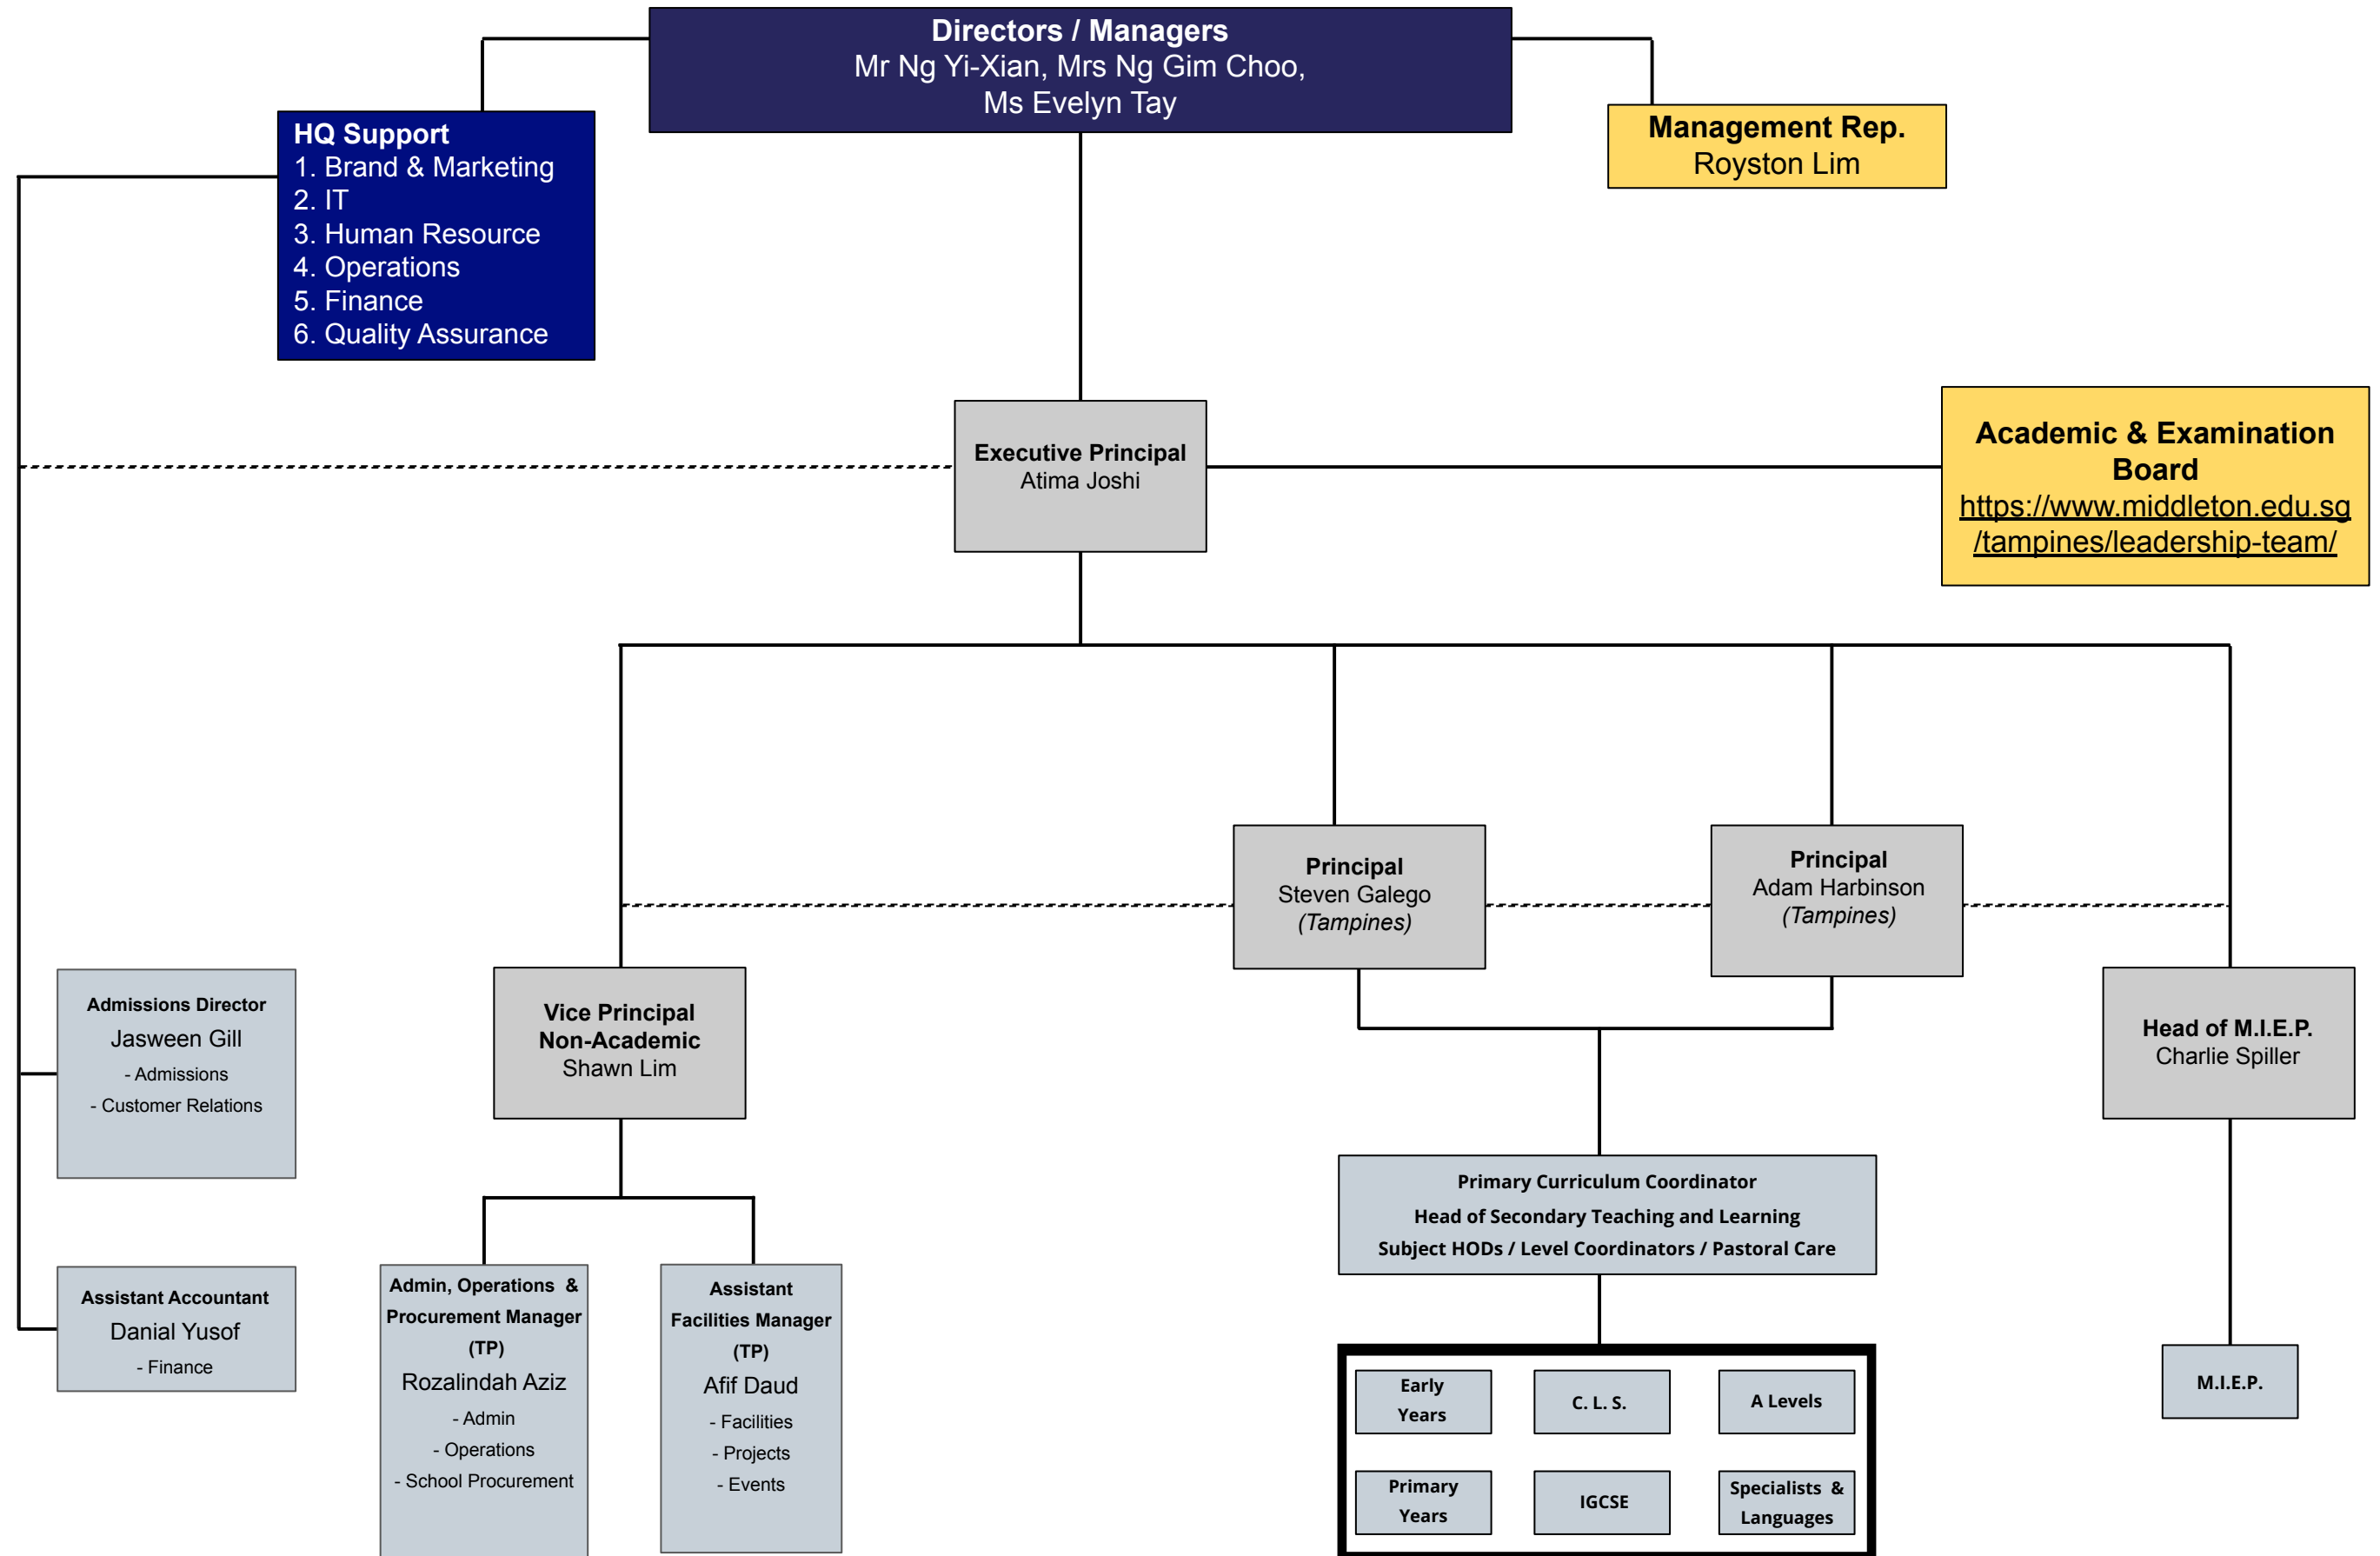 Directors / Managers
Mr Ng Yi-Xian, Mrs Ng Gim Choo,
Ms Evelyn Tay
HQ Support
1. Brand & Marketing
2. IT
3. Human Resource
4. Operations
5. Finance
6. Quality Assurance
Management Rep.
Royston Lim
Executive Principal
Atima Joshi
Academic & Examination
Board
https://www.middleton.edu.sg
/tampines/leadership-team/
Principal
Steven Galego
(Tampines)
Principal
Adam Harbinson
(Tampines)
Admissions Director
Jasween Gill
- Admissions
- Customer Relations
Vice Principal
Non-Academic
Shawn Lim
Head of M.I.E.P.
Charlie Spiller
Primary Curriculum Coordinator
Head of Secondary Teaching and Learning
Subject HODs / Level Coordinators / Pastoral Care
Assistant Accountant
Danial Yusof
- Finance
Admin, Operations & 
Procurement Manager
(TP)
Rozalindah Aziz
- Admin
- Operations
- School Procurement
Assistant
Facilities Manager
(TP)
Afif Daud
- Facilities
- Projects
- Events
Early
Years
C. L. S.
A Levels
Primary
Years
IGCSE
Specialists &
Languages
M.I.E.P.